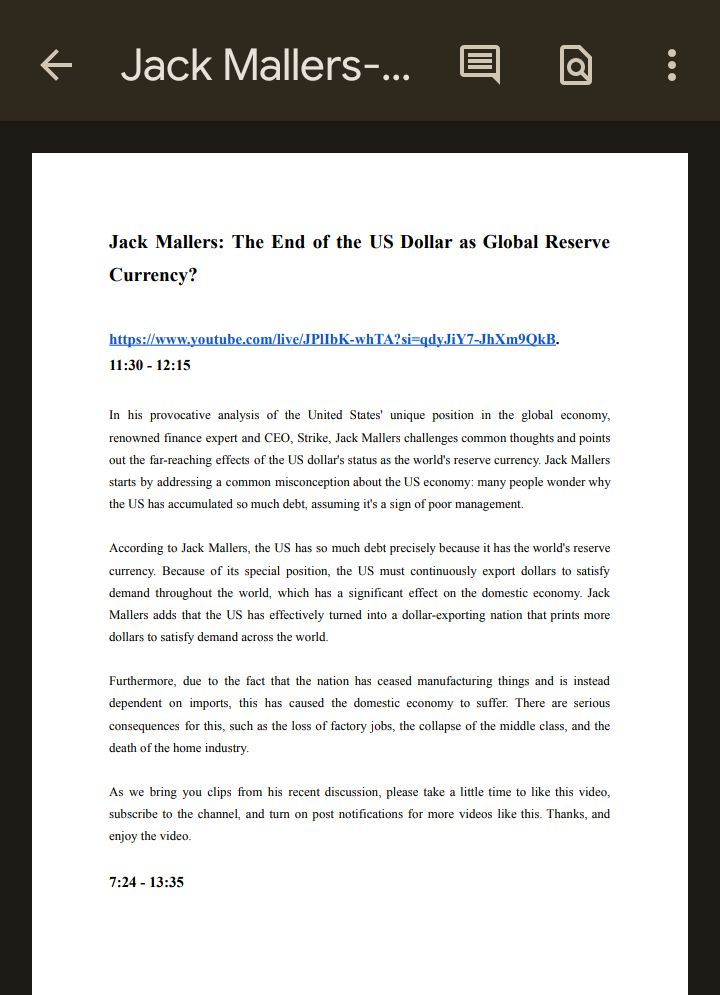 Jack Mallers-...
Jack Mallers: The End of the US Dollar as Global Reserve
Currency?
https://www.youtube.com/live/JPlIbK-whTA?si=qdyJiY7-JhXm9QkB.
11:30 - 12:15
In his provocative analysis of the United States' unique position in the global economy,
renowned finance expert and CEO, Strike, Jack Mallers challenges common thoughts and points
out the far-reaching effects of the US dollar's status as the world's reserve currency. Jack Mallers
starts by addressing a common misconception about the US economy: many people wonder why
the US has accumulated so much debt, assuming it's a sign of poor management.
According to Jack Mallers, the US has so much debt precisely because it has the world's reserve
currency. Because of its special position, the US must continuously export dollars to satisfy
demand throughout the world, which has a significant effect on the domestic economy. Jack
Mallers adds that the US has effectively turned into a dollar-exporting nation that prints more
dollars to satisfy demand across the world.
Furthermore, due to the fact that the nation has ceased manufacturing things and is instead
dependent on imports, this has caused the domestic economy to suffer. There are serious
consequences for this, such as the loss of factory jobs, the collapse of the middle class, and the
death of the home industry.
As we bring you clips from his recent discussion, please take a little time to like this video,
subscribe to the channel, and turn on post notifications for more videos like this. Thanks, and
enjoy the video.
7:24 - 13:35